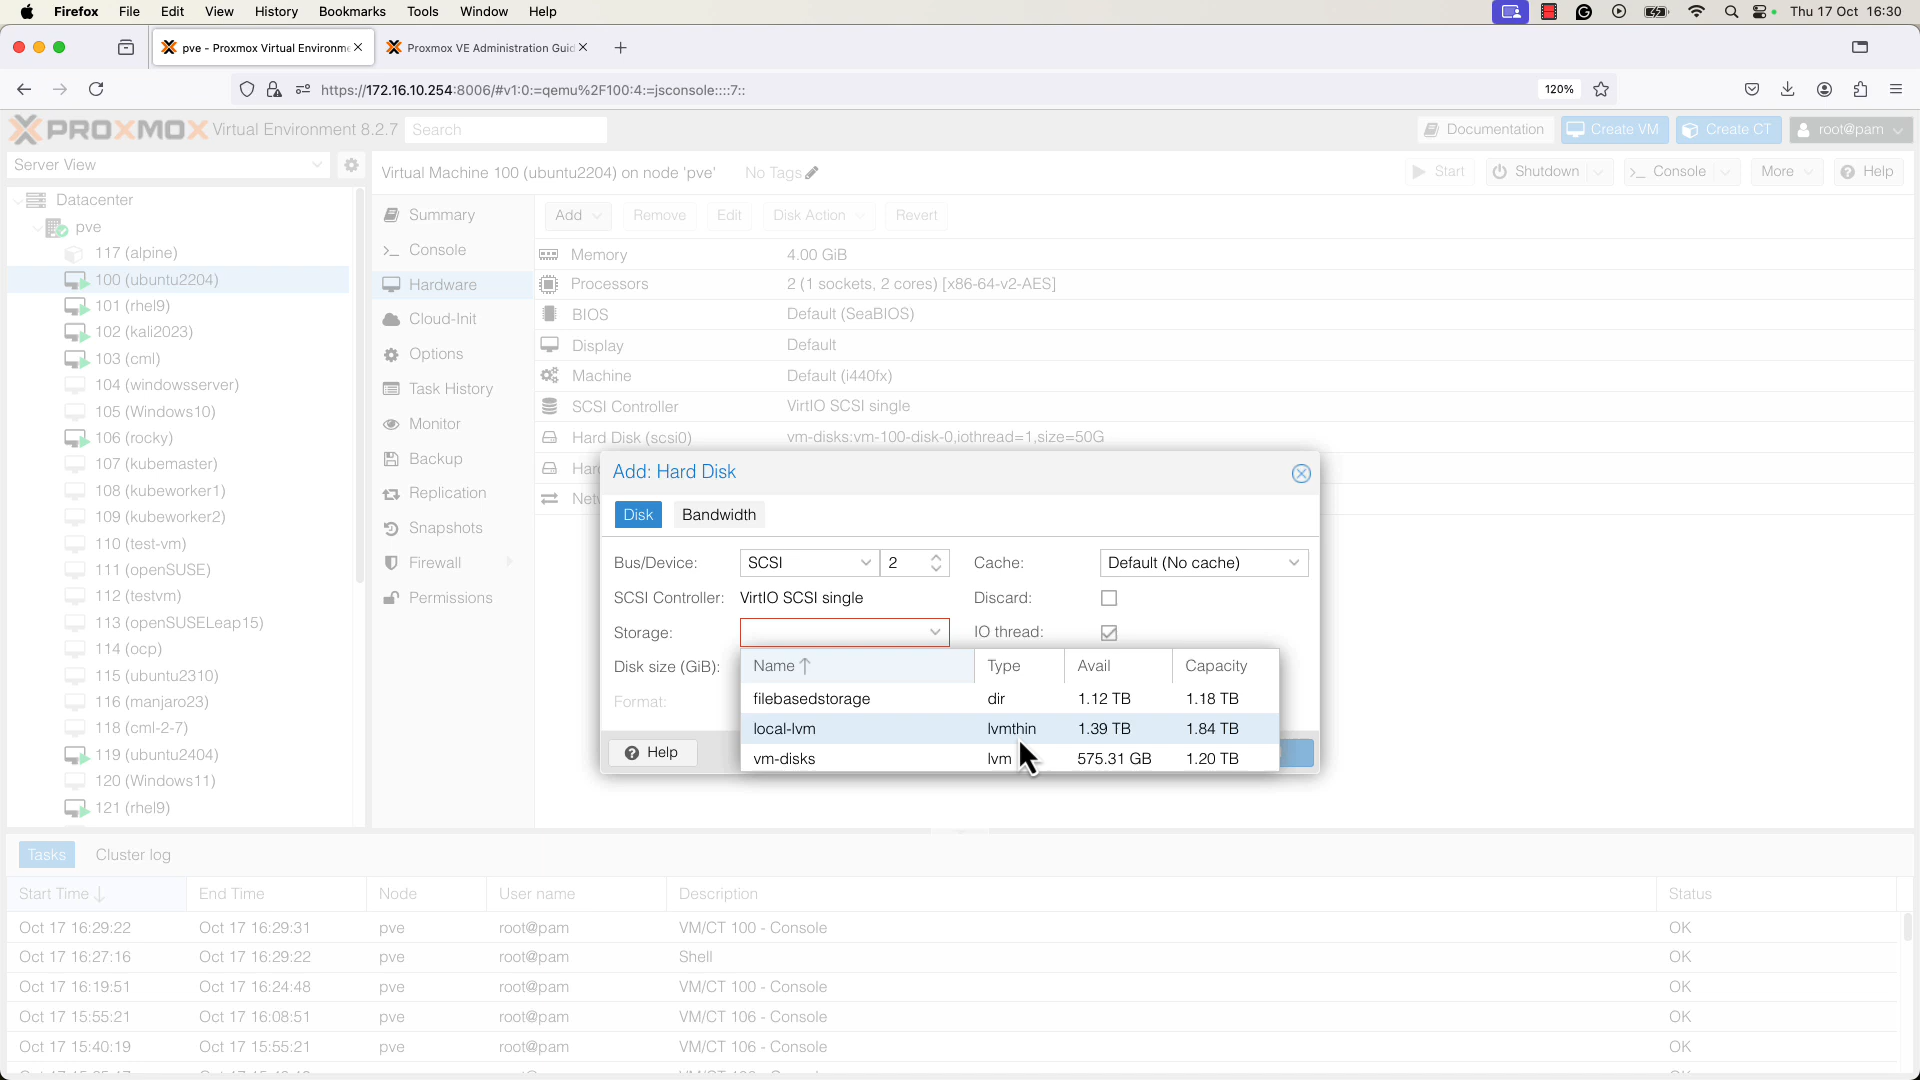 Firefox File Edit View History Bookmarks Tools Window Help Thu 17 Oct 16:30
pve - Proxmox Virtual Environme Proxmox VE Administration Guid
https://172.16.10.254:8006/#v1:0:=qemu%2F100:4:=jsconsole::::7:: 120%
PROXMOX Virtual Environment 8.2.7 Search Documentation Create VM Create CT root@pam
Server View
Virtual Machine 100 (ubuntu2204) on node 'pve' No Tags Start Shutdown Console More Help
Datacenter
pve
117 (alpine)
100 (ubuntu2204)
101 (rhel9)
102 (kali2023)
103 (cml)
104 (windowsserver)
105 (Windows10)
106 (rocky)
107 (kubemaster)
108 (kubeworker1)
109 (kubeworker2)
110 (test-vm)
111 (openSUSE)
112 (testvm)
113 (openSUSELeap15)
114 (ocp)
115 (ubuntu2310)
116 (manjaro23)
118 (cml-2-7)
119 (ubuntu2404)
120 (Windows11)
121 (rhel9)
Summary
Console
Hardware
Cloud-Init
Options
Task History
Monitor
Backup
Replication
Snapshots
Firewall
Permissions
Add Remove Edit Disk Action Revert
Memory 4.00 GiB
Processors 2 (1 sockets, 2 cores) [x86-64-v2-AES]
BIOS Default (SeaBIOS)
Display Default
Machine Default (i440fx)
SCSI Controller VirtIO SCSI single
Hard Disk (scsi0) vm-disks:vm-100-disk-0,iothread=1,size=50G
Add: Hard Disk
Disk Bandwidth
Bus/Device: SCSI 2 Cache: Default (No cache)
SCSI Controller: VirtIO SCSI single Discard:
Storage: IO thread:
Disk size (GiB):
Format:
Name Type Avail Capacity
filebasedstorage dir 1.12 TB 1.18 TB
local-lvm lvmthin 1.39 TB 1.84 TB
vm-disks lvm 575.31 GB 1.20 TB
Help
Tasks Cluster log
Start Time End Time Node User name Description Status
Oct 17 16:29:22 Oct 17 16:29:31 pve root@pam VM/CT 100 - Console OK
Oct 17 16:27:16 Oct 17 16:29:22 pve root@pam Shell OK
Oct 17 16:19:51 Oct 17 16:24:48 pve root@pam VM/CT 100 - Console OK
Oct 17 15:55:21 Oct 17 16:08:51 pve root@pam VM/CT 106 - Console OK
Oct 17 15:40:19 Oct 17 15:55:21 pve root@pam VM/CT 106 - Console OK